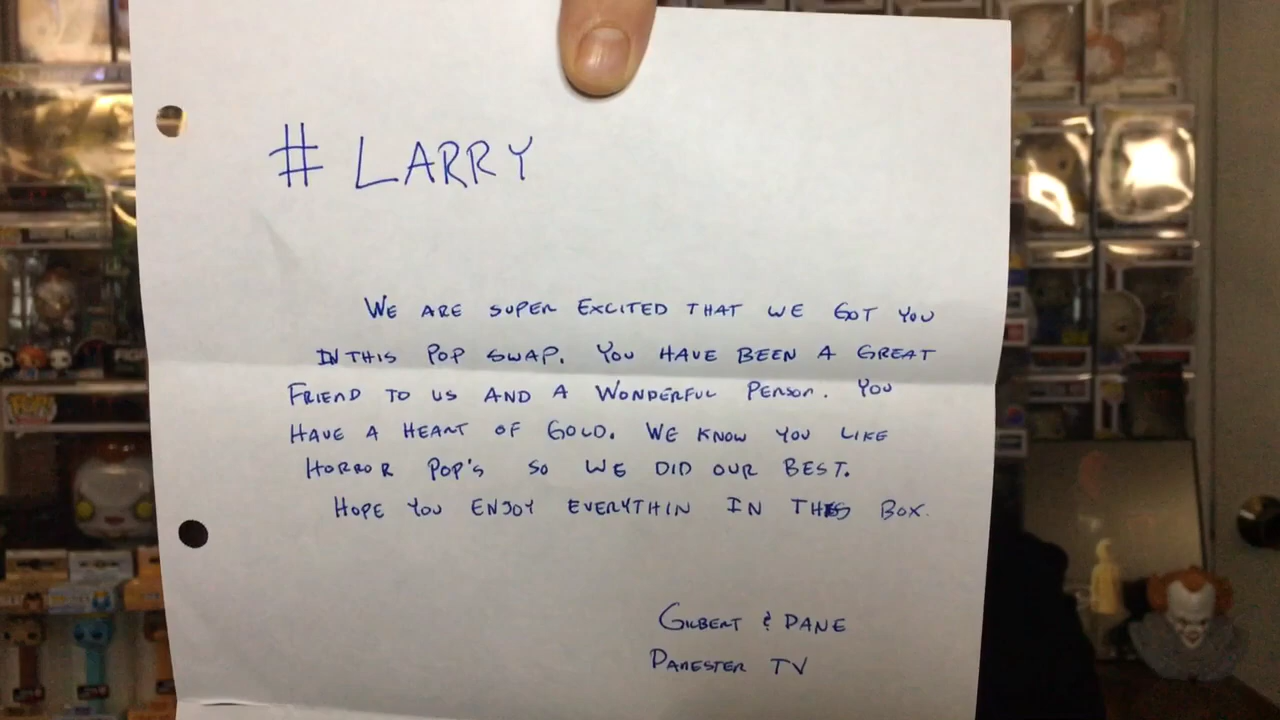 # LARRY
WE ARE SUPER EXCITED THAT WE GOT YOU
IN THIS POP SWAP. YOU HAVE BEEN A GREAT
FRIEND TO US AND A WONDERFUL PERSON. YOU
HAVE A HEART OF GOLD. WE KNOW YOU LIKE
HORROR POP'S SO WE DID OUR BEST.
HOPE YOU ENJOY EVERYTHIN IN THIS BOX.
GILBERT & DANE
DANESTER TV